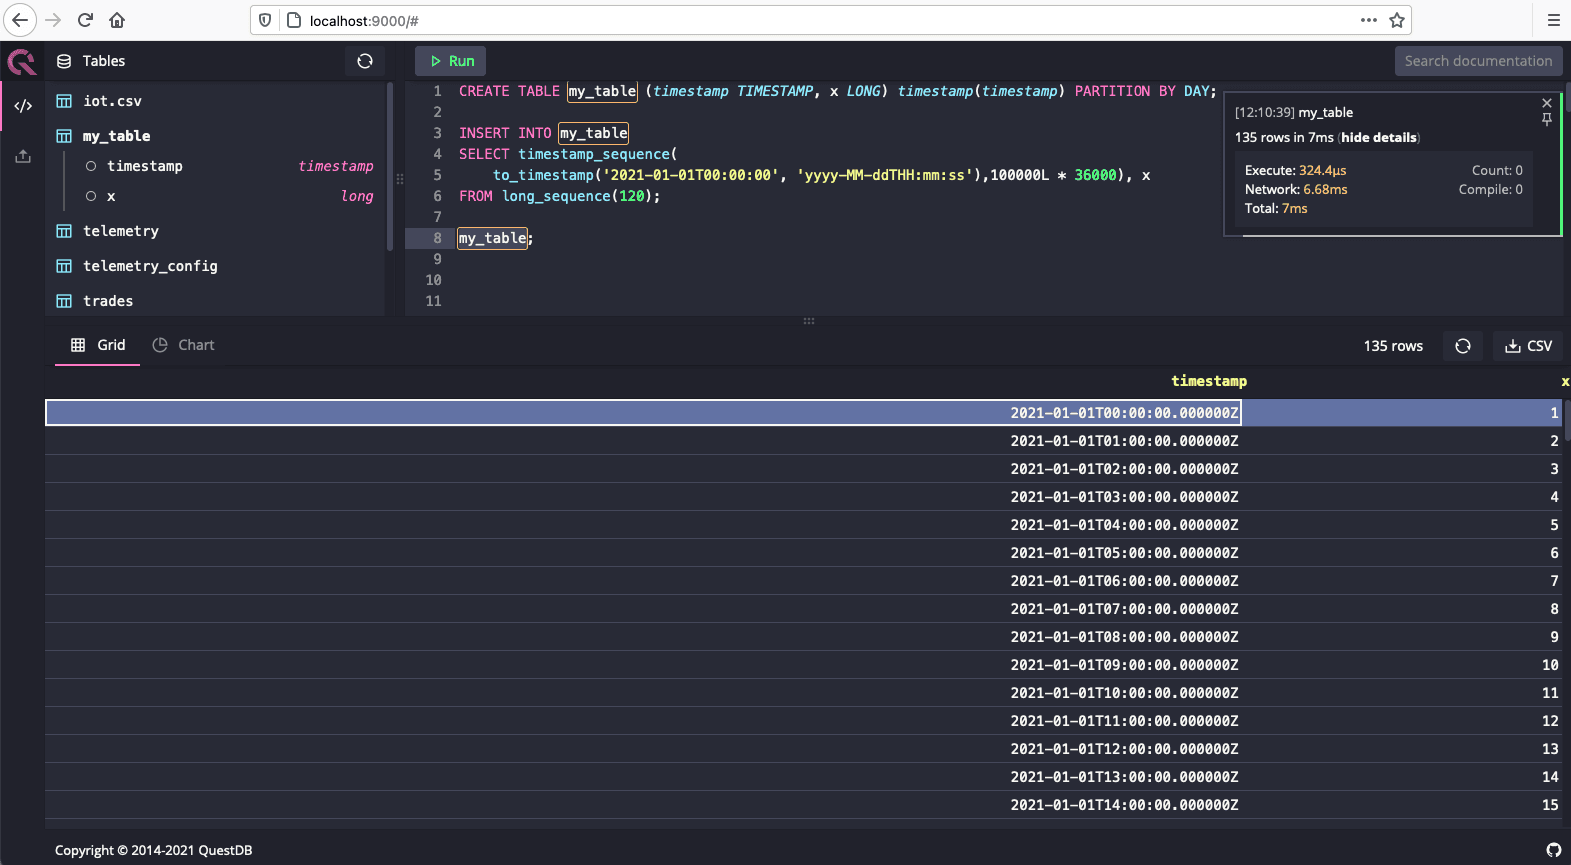 localhost:9000/#
Tables
Run
Search documentation
iot.csv
my_table
timestamp timestamp
x long
telemetry
telemetry_config
trades
1 CREATE TABLE my_table (timestamp TIMESTAMP, x LONG) timestamp(timestamp) PARTITION BY DAY;
2
3 INSERT INTO my_table
4 SELECT timestamp_sequence(
5 to_timestamp('2021-01-01T00:00:00', 'yyyy-MM-ddTHH:mm:ss'),100000L * 36000), x
6 FROM long_sequence(120);
7
8 my_table;
9
10
11
[12:10:39] my_table
135 rows in 7ms (hide details)
Execute: 324.4μs Count: 0
Network: 6.68ms Compile: 0
Total: 7ms
Grid Chart 135 rows CSV
timestamp x
2021-01-01T00:00:00.000000Z 1
2021-01-01T01:00:00.000000Z 2
2021-01-01T02:00:00.000000Z 3
2021-01-01T03:00:00.000000Z 4
2021-01-01T04:00:00.000000Z 5
2021-01-01T05:00:00.000000Z 6
2021-01-01T06:00:00.000000Z 7
2021-01-01T07:00:00.000000Z 8
2021-01-01T08:00:00.000000Z 9
2021-01-01T09:00:00.000000Z 10
2021-01-01T10:00:00.000000Z 11
2021-01-01T11:00:00.000000Z 12
2021-01-01T12:00:00.000000Z 13
2021-01-01T13:00:00.000000Z 14
2021-01-01T14:00:00.000000Z 15
Copyright © 2014-2021 QuestDB